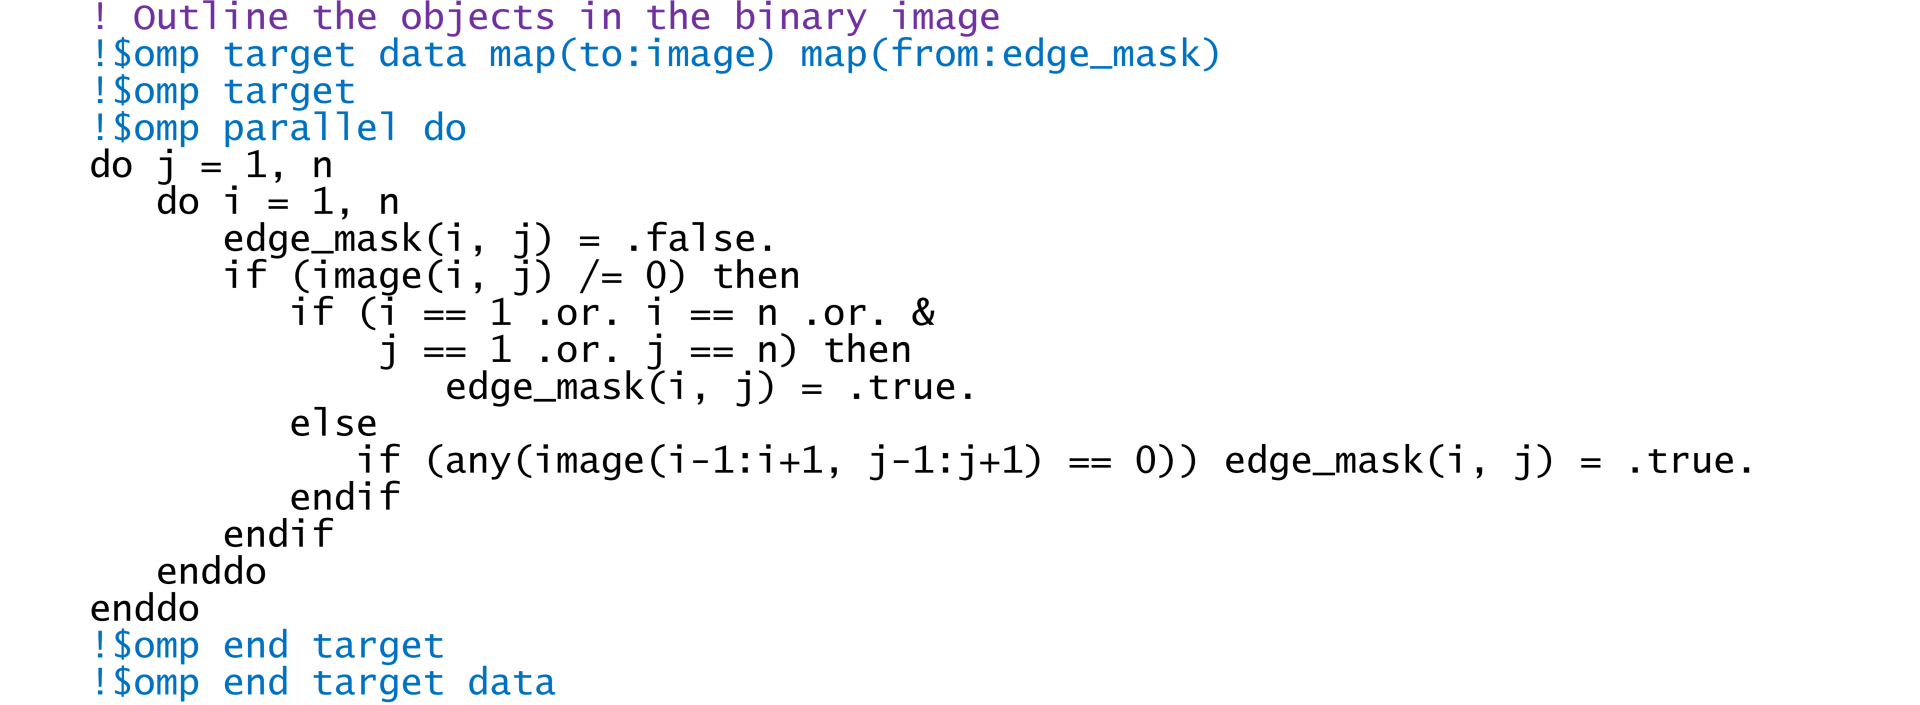 ! Outline the objects in the binary image
!$omp target data map(to:image) map(from:edge_mask)
!$omp target
!$omp parallel do
do j = 1, n
   do i = 1, n
      edge_mask(i, j) = .false.
      if (image(i, j) /= 0) then
         if (i == 1 .or. i == n .or. &
             j == 1 .or. j == n) then
                edge_mask(i, j) = .true.
         else
            if (any(image(i-1:i+1, j-1:j+1) == 0)) edge_mask(i, j) = .true.
         endif
      endif
   enddo
enddo
!$omp end target
!$omp end target data